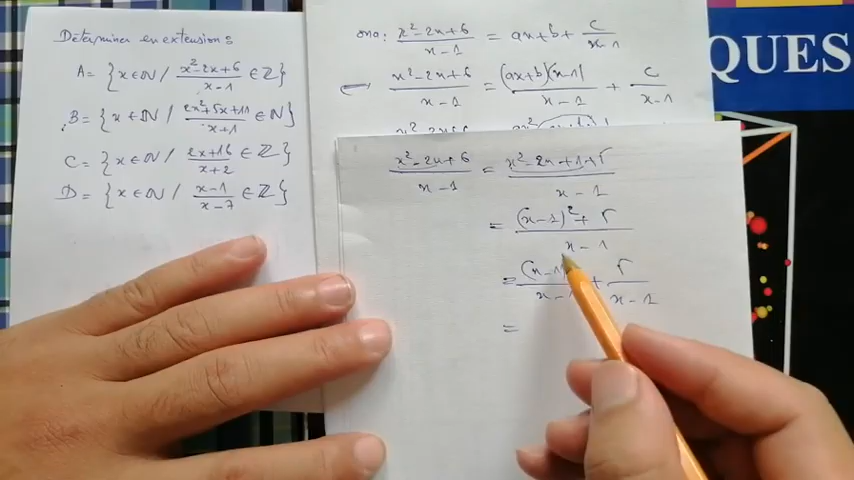 Déterminer en extension :
A = {x ∈ ℕ / x²-2x+6 / x-1 ∈ ℤ}
B = {x ∈ ℕ / 2x²+5x+11 / x+1 ∈ ℕ}
C = {x ∈ ℕ / 2x+16 / x+2 ∈ ℤ}
D = {x ∈ ℕ / x-1 / x-7 ∈ ℤ}
ona : x²-2x+6 / x-1 = ax+b + c / x-1
x²-2x+6 / x-1 = (ax+b)(x-1) / x-1 + c / x-1
x²-2x+6 / x-1 = x²-2x+1+5 / x-1
= (x-1)²+5 / x-1
= (x-1) / x-1 + 5 / x-1
=
QUES